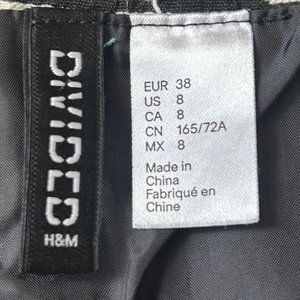 DIVIDED
H&M
EUR 38
US 8
CA 8
CN 165/72A
MX 8
Made in
China
Fabriqué en
Chine